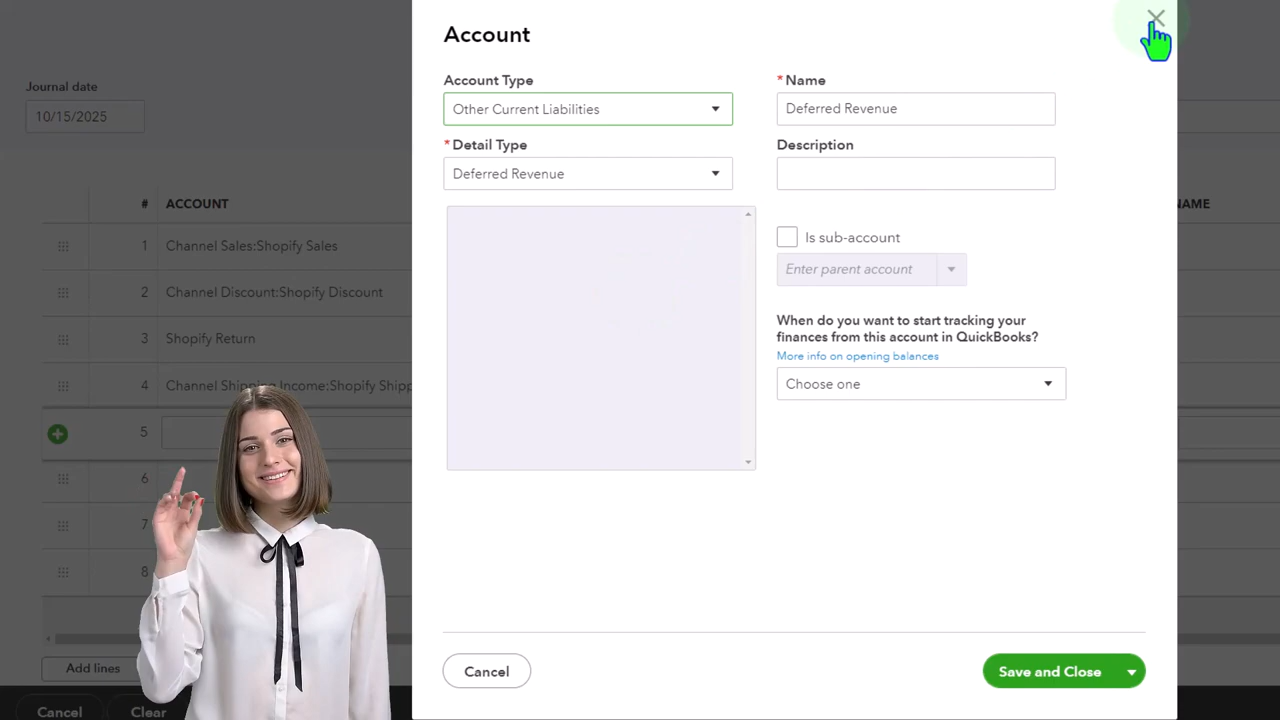 Account
Account Type
Other Current Liabilities
* Name
Deferred Revenue
* Detail Type
Deferred Revenue
Description
Is sub-account
Enter parent account
When do you want to start tracking your
finances from this account in QuickBooks?
More info on opening balances
Choose one
Cancel
Save and Close
Journal date
10/15/2025
# ACCOUNT
NAME
1 Channel Sales:Shopify Sales
2 Channel Discount:Shopify Discount
3 Shopify Return
4 Channel Shipping Income:Shopify Shipp
5
6
7
8
Add lines
Cancel
Clear